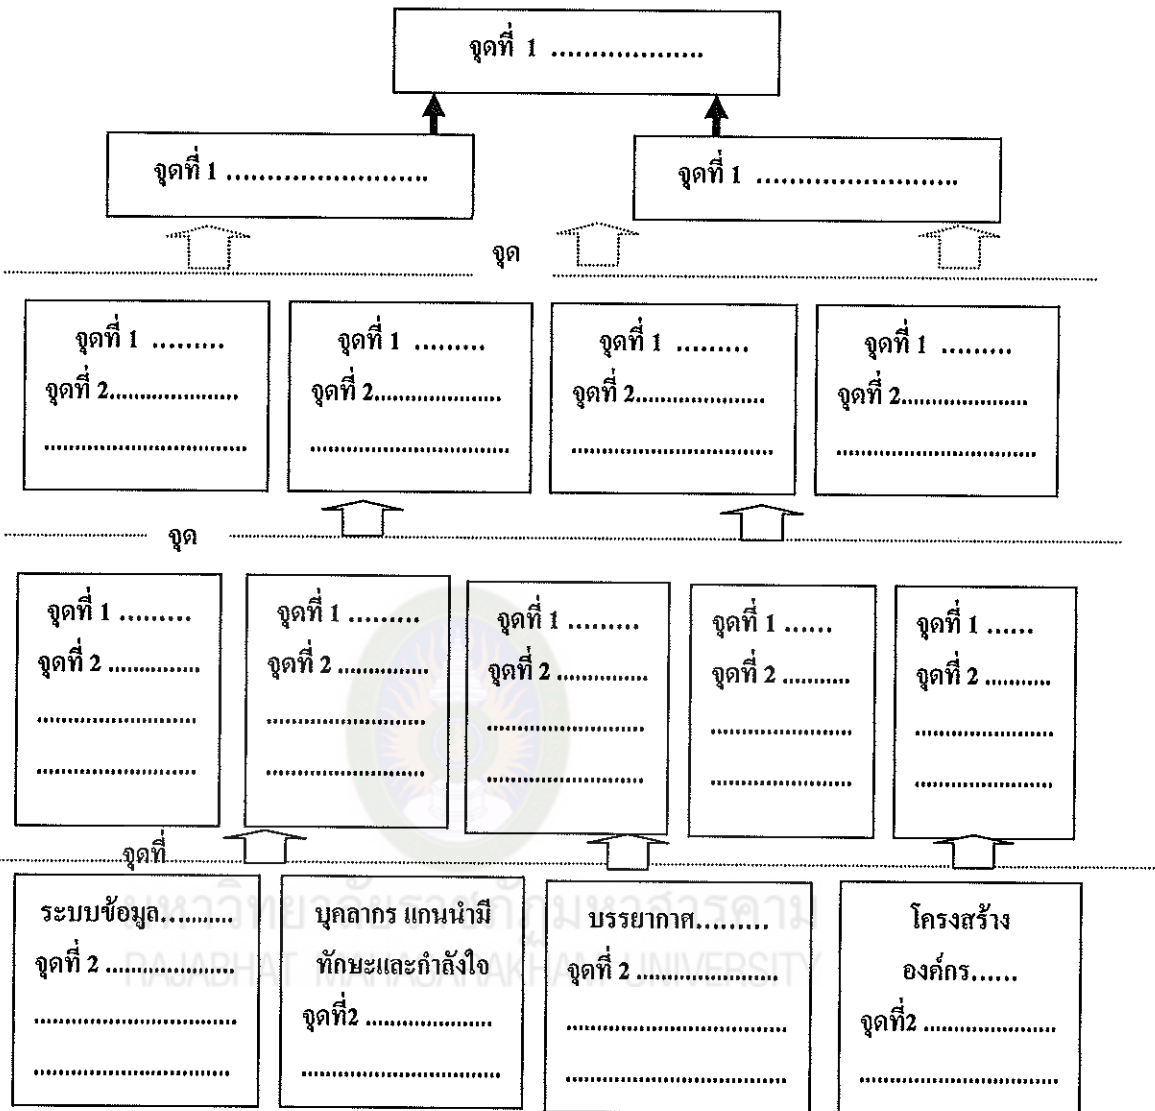 จุดที่ 1 ...................
จุดที่ 1 .........................
จุดที่ 1 .........................
จุด
จุดที่ 1 .........
จุดที่ 2.....................
.................................
จุดที่ 1 .........
จุดที่ 2.....................
.................................
จุดที่ 1 .........
จุดที่ 2.....................
.................................
จุดที่ 1 .........
จุดที่ 2.....................
.................................
จุด
จุดที่ 1 .........
จุดที่ 2 ...............
...........................
...........................
จุดที่ 1 .........
จุดที่ 2 ...............
...........................
...........................
จุดที่ 1 .........
จุดที่ 2 ...............
...........................
...........................
จุดที่ 1 ......
จุดที่ 2 ...........
.......................
.......................
จุดที่ 1 ......
จุดที่ 2 ...........
.......................
.......................
จุดที่
ระบบข้อมูล...........
จุดที่ 2 .....................
.................................
.................................
บุคลากร แกนนำมี
ทักษะและกำลังใจ
จุดที่2 .....................
.................................
บรรยากาศ.........
จุดที่ 2 .....................
.................................
.................................
โครงสร้าง
องค์กร......
จุดที่2 .....................
.................................
มหาวิทยาลัยราชภัฏมหาสารคาม
RAJABHAT MAHASARAKHAM UNIVERSITY